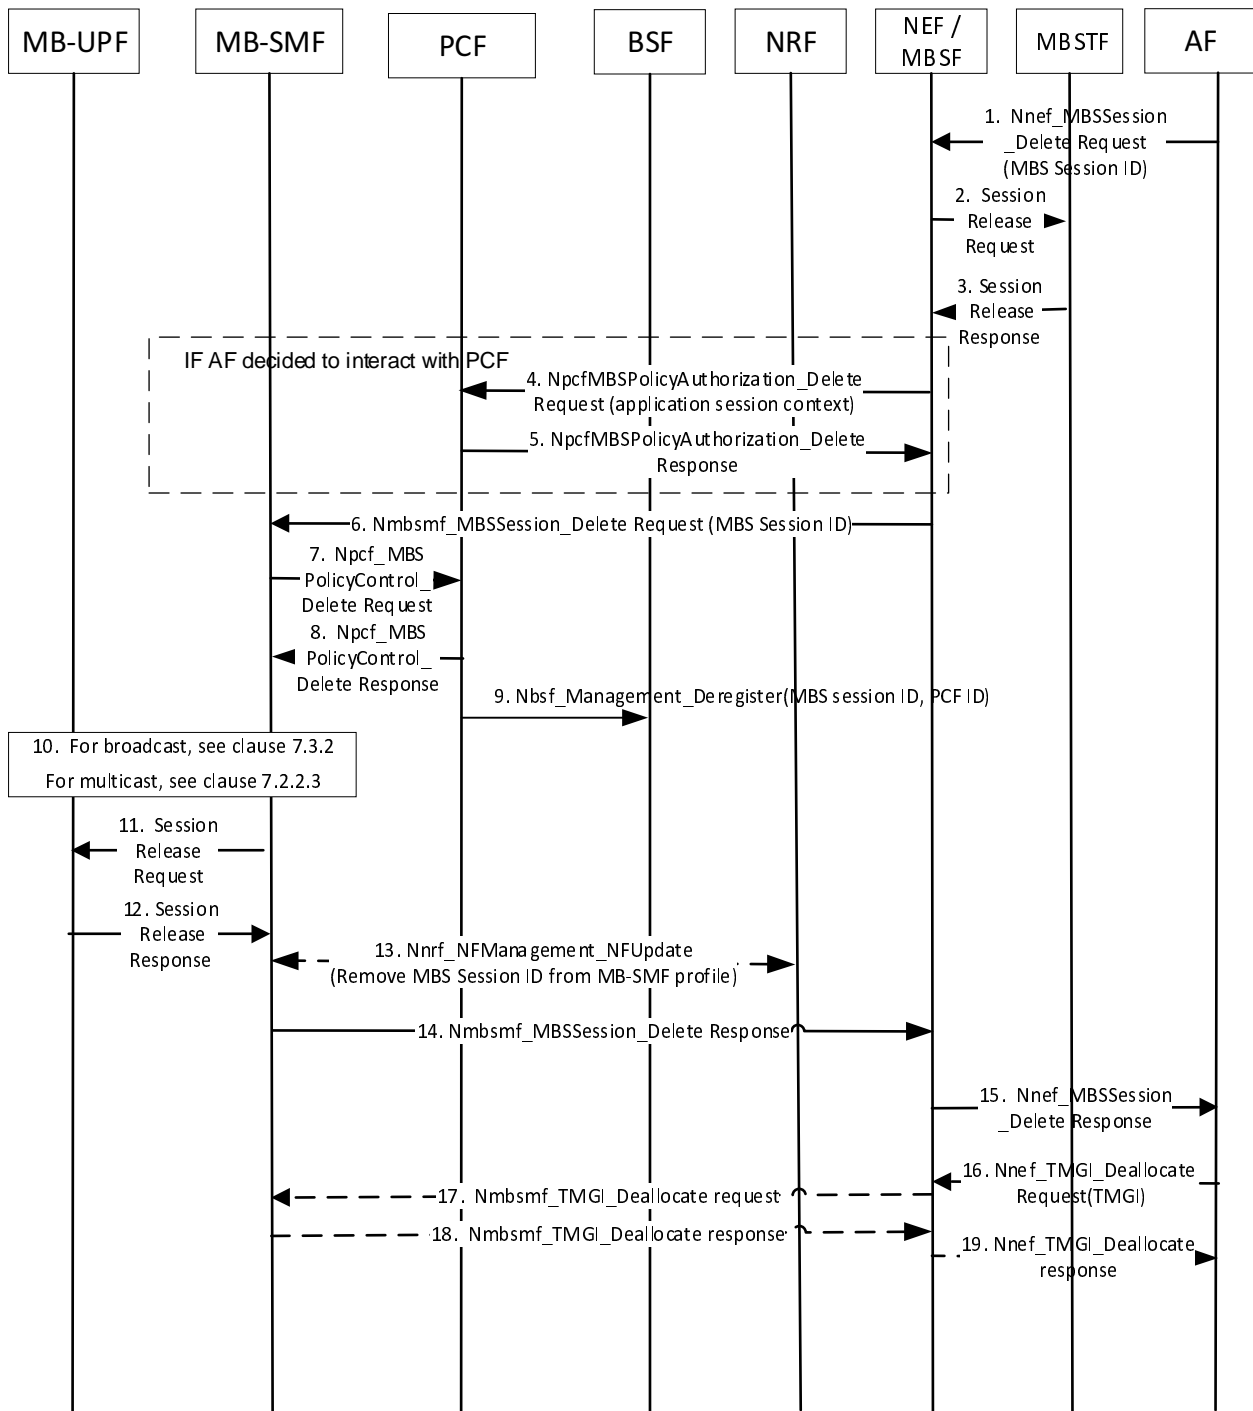 MB-UPF
MB-SMF
PCF
BSF
NRF
NEF /
MBSF
MBSTF
AF
1. Nnef_MBSSession
_Delete Request
(MBS Session ID)
2. Session
Release
Request
3. Session
Release
Response
IF AF decided to interact with PCF
4. NpcfMBSPolicyAuthorization_Delete
Request (application session context)
5. NpcfMBSPolicyAuthorization_Delete
Response
6. Nmbsmf_MBSSession_Delete Request (MBS Session ID)
7. Npcf_MBS
PolicyControl_
Delete Request
8. Npcf_MBS
PolicyControl_
Delete Response
9. Nbsf_Management_Deregister(MBS session ID, PCF ID)
10. For broadcast, see clause 7.3.2
For multicast, see clause 7.2.2.3
11. Session
Release
Request
12. Session
Release
Response
13. Nnrf_NFManagement_NFUpdate
(Remove MBS Session ID from MB-SMF profile)
14. Nmbsmf_MBSSession_Delete Response
15. Nnef_MBSSession
_Delete Response
16. Nnef_TMGI_Deallocate
Request(TMGI)
17. Nmbsmf_TMGI_Deallocate request
18. Nmbsmf_TMGI_Deallocate response
19. Nnef_TMGI_Deallocate
response